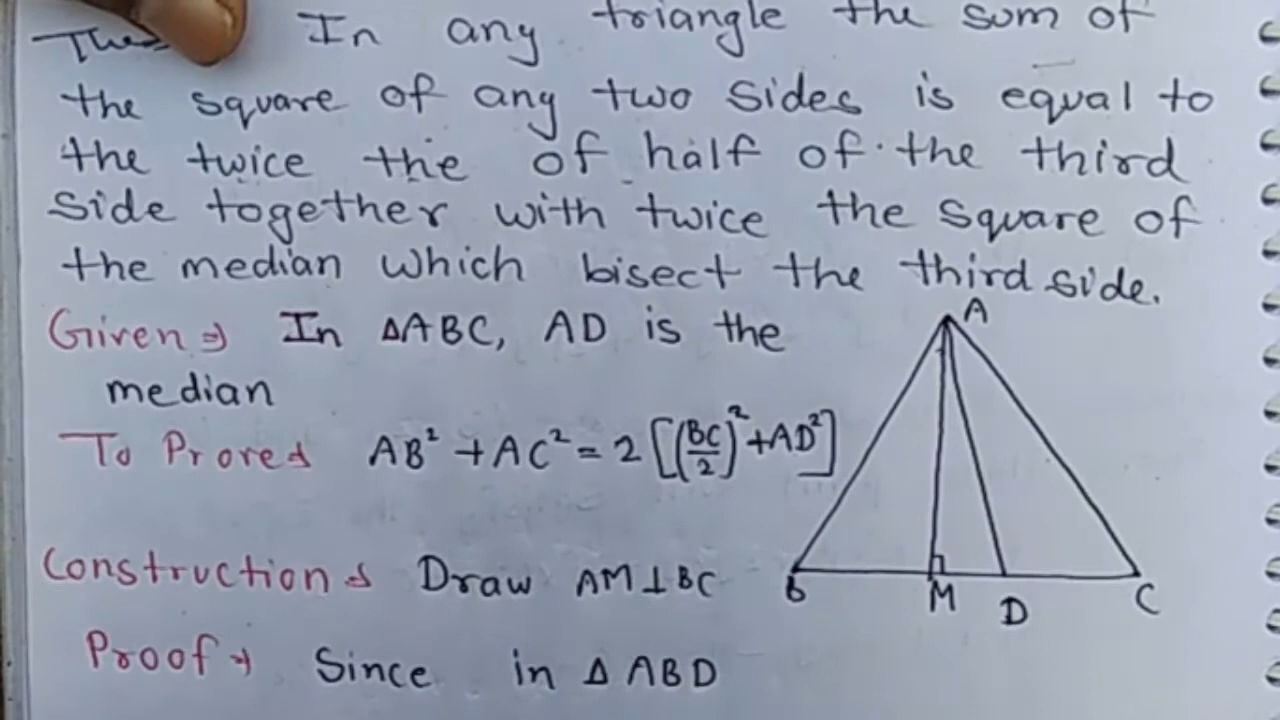 In any triangle the sum of
the square of any two sides is equal to
the twice the of half of the third
side together with twice the square of
the median which bisect the third side.
Given⇒ In ΔABC, AD is the
median
To Prove⇒ AB² + AC² = 2[(BC/2)² + AD²]
Construction⇒ Draw AM⊥BC
Proof⇒ Since in Δ ABD
A
B M D C